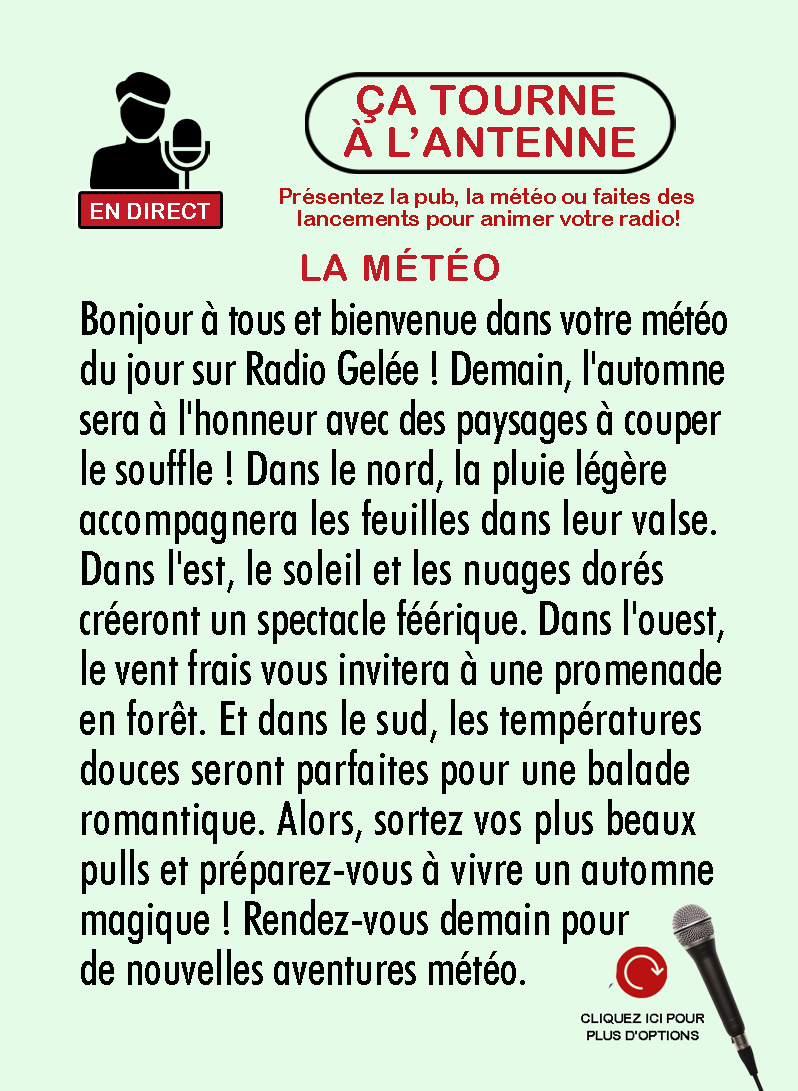 ÇA TOURNE
À L’ANTENNE
EN DIRECT
Présentez la pub, la météo ou faites des
lancements pour animer votre radio!
LA MÉTÉO
Bonjour à tous et bienvenue dans votre météo
du jour sur Radio Gelée ! Demain, l'automne
sera à l'honneur avec des paysages à couper
le souffle ! Dans le nord, la pluie légère
accompagnera les feuilles dans leur valse.
Dans l'est, le soleil et les nuages dorés
créeront un spectacle féérique. Dans l'ouest,
le vent frais vous invitera à une promenade
en forêt. Et dans le sud, les températures
douces seront parfaites pour une balade
romantique. Alors, sortez vos plus beaux
pulls et préparez-vous à vivre un automne
magique ! Rendez-vous demain pour
de nouvelles aventures météo.
CLIQUEZ ICI POUR
PLUS D'OPTIONS